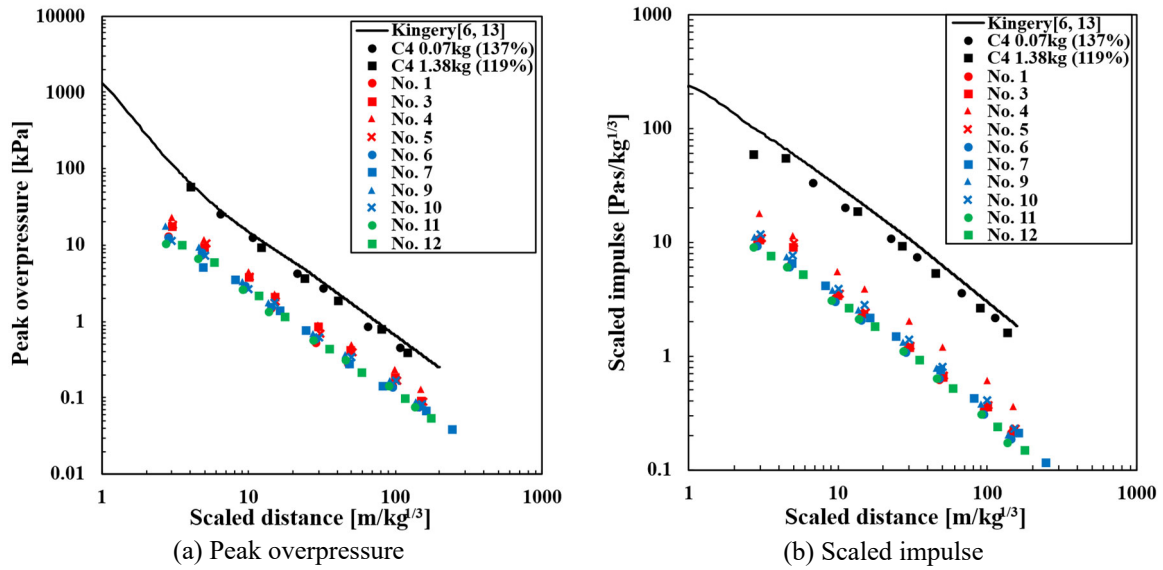 10000
1000
100
10
1
0.1
0.01
Peak overpressure [kPa]
Kingery[6, 13]
C4 0.07kg (137%)
C4 1.38kg (119%)
No. 1
No. 3
No. 4
No. 5
No. 6
No. 7
No. 9
No. 10
No. 11
No. 12
1 10 100 1000
Scaled distance [m/kg1/3]
(a) Peak overpressure
1000
100
10
1
0.1
Scaled impulse [Pa·s/kg1/3]
Kingery[6, 13]
C4 0.07kg (137%)
C4 1.38kg (119%)
No. 1
No. 3
No. 4
No. 5
No. 6
No. 7
No. 9
No. 10
No. 11
No. 12
1 10 100 1000
Scaled distance [m/kg1/3]
(b) Scaled impulse